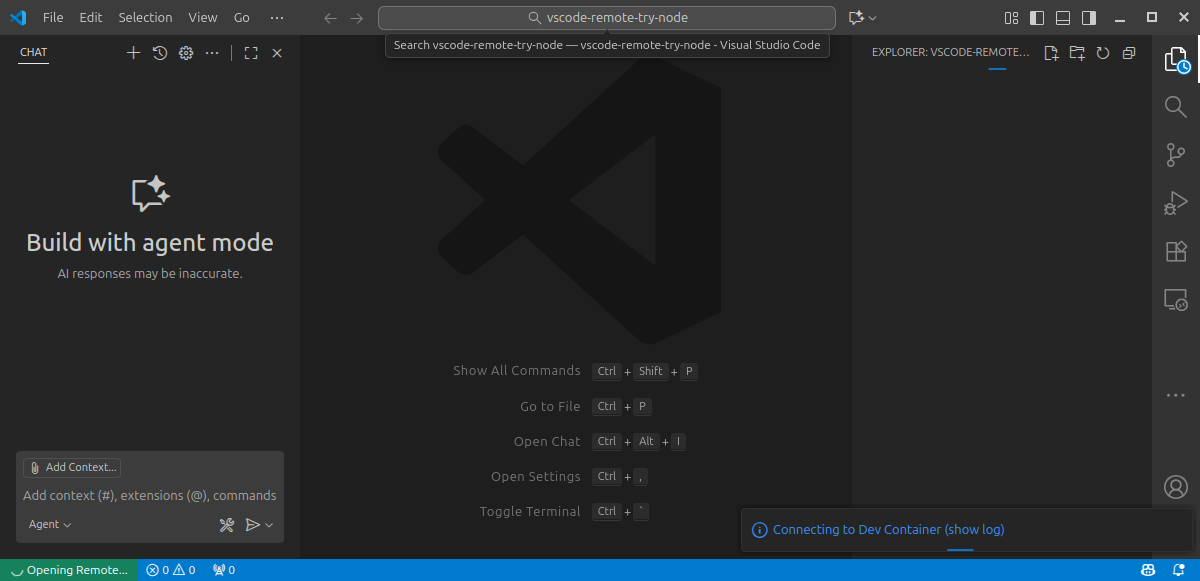 File Edit Selection View Go ···
vscode-remote-try-node
Search vscode-remote-try-node — vscode-remote-try-node - Visual Studio Code
CHAT
EXPLORER: VSCODE-REMOTE...
Build with agent mode
AI responses may be inaccurate.
Show All Commands Ctrl + Shift + P
Go to File Ctrl + P
Open Chat Ctrl + Alt + I
Open Settings Ctrl + ,
Toggle Terminal Ctrl + `
Add Context...
Add context (#), extensions (@), commands
Agent
Connecting to Dev Container (show log)
Opening Remote... 0 0 0